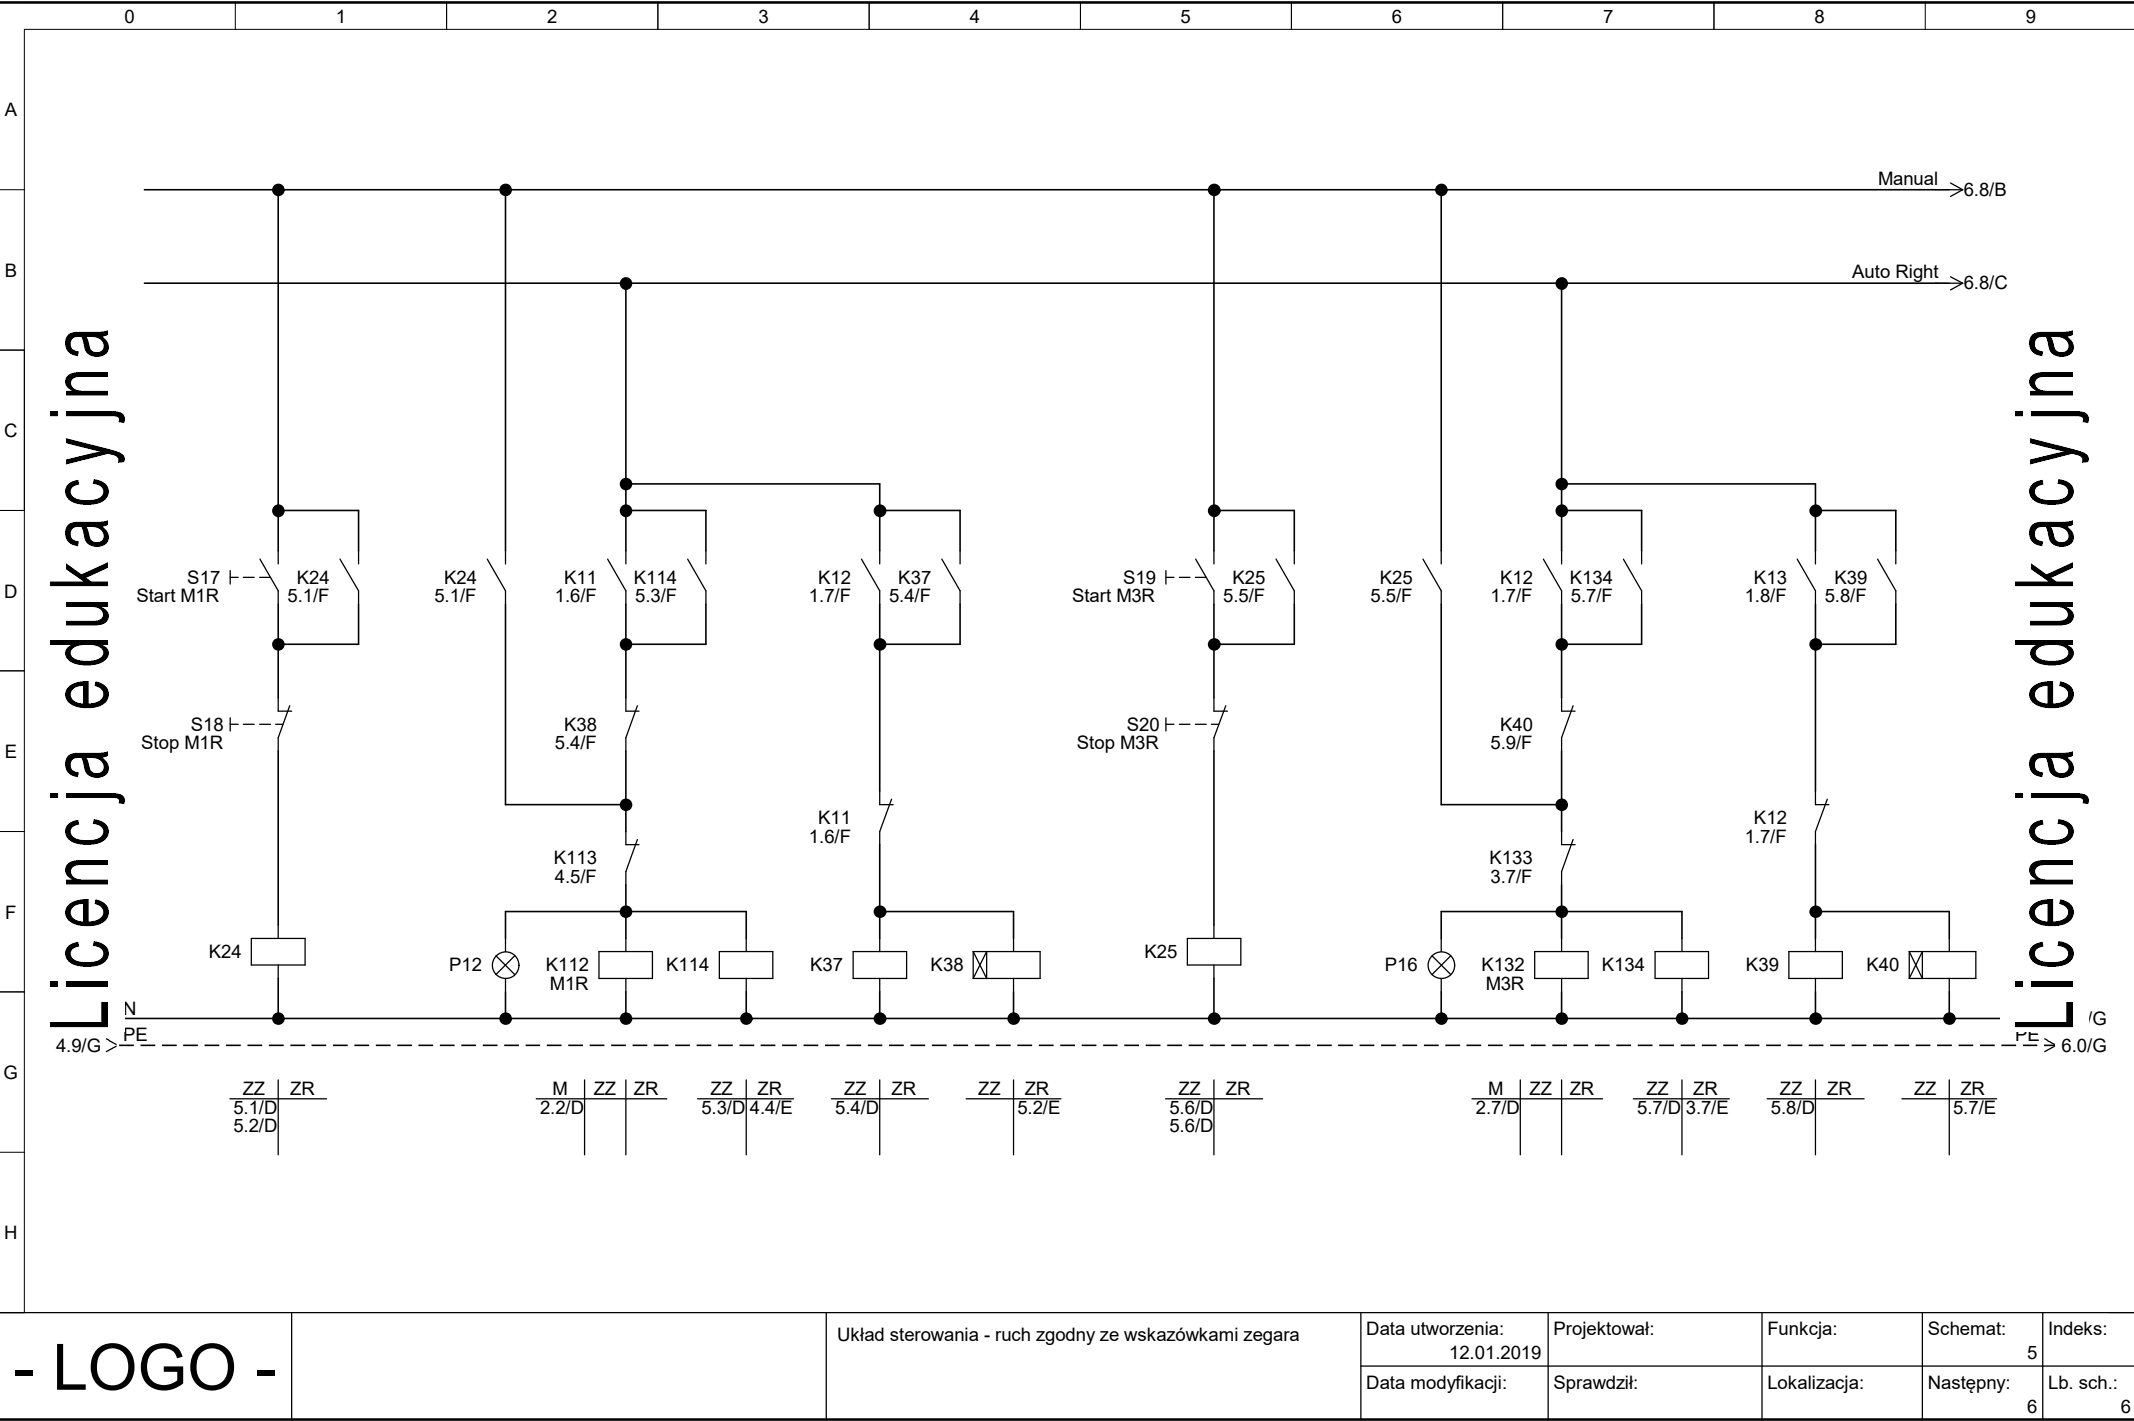 0 1 2 3 4 5 6 7 8 9
A
B
C
D
E
F
G
H
Manual
6.8/B
Auto Right
6.8/C
Licencja edukacyjna
Licencja edukacyjna
S17
Start M1R
K24
5.1/F
K24
5.1/F
K11
1.6/F
K114
5.3/F
K12
1.7/F
K37
5.4/F
S19
Start M3R
K25
5.5/F
K25
5.5/F
K12
1.7/F
K134
5.7/F
K13
1.8/F
K39
5.8/F
S18
Stop M1R
K38
5.4/F
S20
Stop M3R
K40
5.9/F
K11
1.6/F
K12
1.7/F
K113
4.5/F
K133
3.7/F
K24
P12
K112
M1R
K114
K37
K38
K25
P16
K132
M3R
K134
K39
K40
N
/G
PE
PE
4.9/G
6.0/G
ZZ ZR
5.1/D
5.2/D
M ZZ ZR
2.2/D
ZZ ZR
5.3/D 4.4/E
ZZ ZR
5.4/D
ZZ ZR
5.2/E
ZZ ZR
5.6/D
5.6/D
M ZZ ZR
2.7/D
ZZ ZR
5.7/D 3.7/E
ZZ ZR
5.8/D
ZZ ZR
5.7/E
- LOGO -
Układ sterowania - ruch zgodny ze wskazówkami zegara
Data utworzenia:
12.01.2019
Projektował:
Funkcja:
Schemat:
5
Indeks:
Data modyfikacji:
Sprawdził:
Lokalizacja:
Następny:
6
Lb. sch.:
6